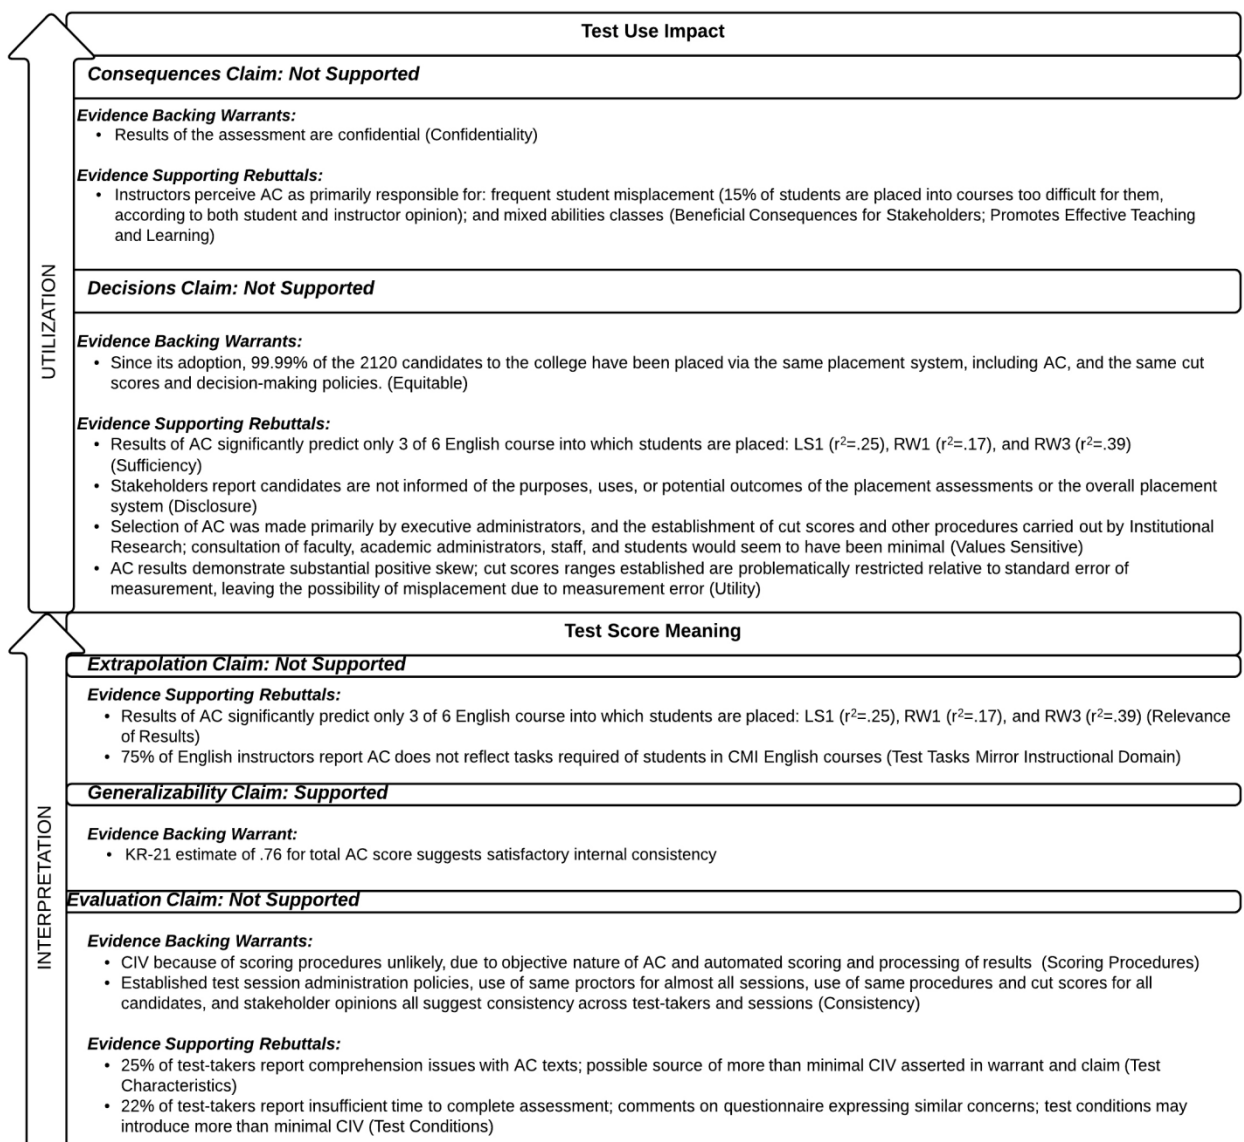 Test Use Impact
Consequences Claim: Not Supported
Evidence Backing Warrants:
• Results of the assessment are confidential (Confidentiality)
Evidence Supporting Rebuttals:
• Instructors perceive AC as primarily responsible for: frequent student misplacement (15% of students are placed into courses too difficult for them,
according to both student and instructor opinion); and mixed abilities classes (Beneficial Consequences for Stakeholders; Promotes Effective Teaching
and Learning)
UTILIZATION
Decisions Claim: Not Supported
Evidence Backing Warrants:
• Since its adoption, 99.99% of the 2120 candidates to the college have been placed via the same placement system, including AC, and the same cut
scores and decision-making policies. (Equitable)
Evidence Supporting Rebuttals:
• Results of AC significantly predict only 3 of 6 English course into which students are placed: LS1 (r²=.25), RW1 (r²=.17), and RW3 (r²=.39)
(Sufficiency)
• Stakeholders report candidates are not informed of the purposes, uses, or potential outcomes of the placement assessments or the overall placement
system (Disclosure)
• Selection of AC was made primarily by executive administrators, and the establishment of cut scores and other procedures carried out by Institutional
Research; consultation of faculty, academic administrators, staff, and students would seem to have been minimal (Values Sensitive)
• AC results demonstrate substantial positive skew; cut scores ranges established are problematically restricted relative to standard error of
measurement, leaving the possibility of misplacement due to measurement error (Utility)
Test Score Meaning
Extrapolation Claim: Not Supported
Evidence Supporting Rebuttals:
• Results of AC significantly predict only 3 of 6 English course into which students are placed: LS1 (r²=.25), RW1 (r²=.17), and RW3 (r²=.39) (Relevance
of Results)
• 75% of English instructors report AC does not reflect tasks required of students in CMI English courses (Test Tasks Mirror Instructional Domain)
Generalizability Claim: Supported
Evidence Backing Warrant:
• KR-21 estimate of .76 for total AC score suggests satisfactory internal consistency
INTERPRETATION
Evaluation Claim: Not Supported
Evidence Backing Warrants:
• CIV because of scoring procedures unlikely, due to objective nature of AC and automated scoring and processing of results (Scoring Procedures)
• Established test session administration policies, use of same proctors for almost all sessions, use of same procedures and cut scores for all
candidates, and stakeholder opinions all suggest consistency across test-takers and sessions (Consistency)
Evidence Supporting Rebuttals:
• 25% of test-takers report comprehension issues with AC texts; possible source of more than minimal CIV asserted in warrant and claim (Test
Characteristics)
• 22% of test-takers report insufficient time to complete assessment; comments on questionnaire expressing similar concerns; test conditions may
introduce more than minimal CIV (Test Conditions)